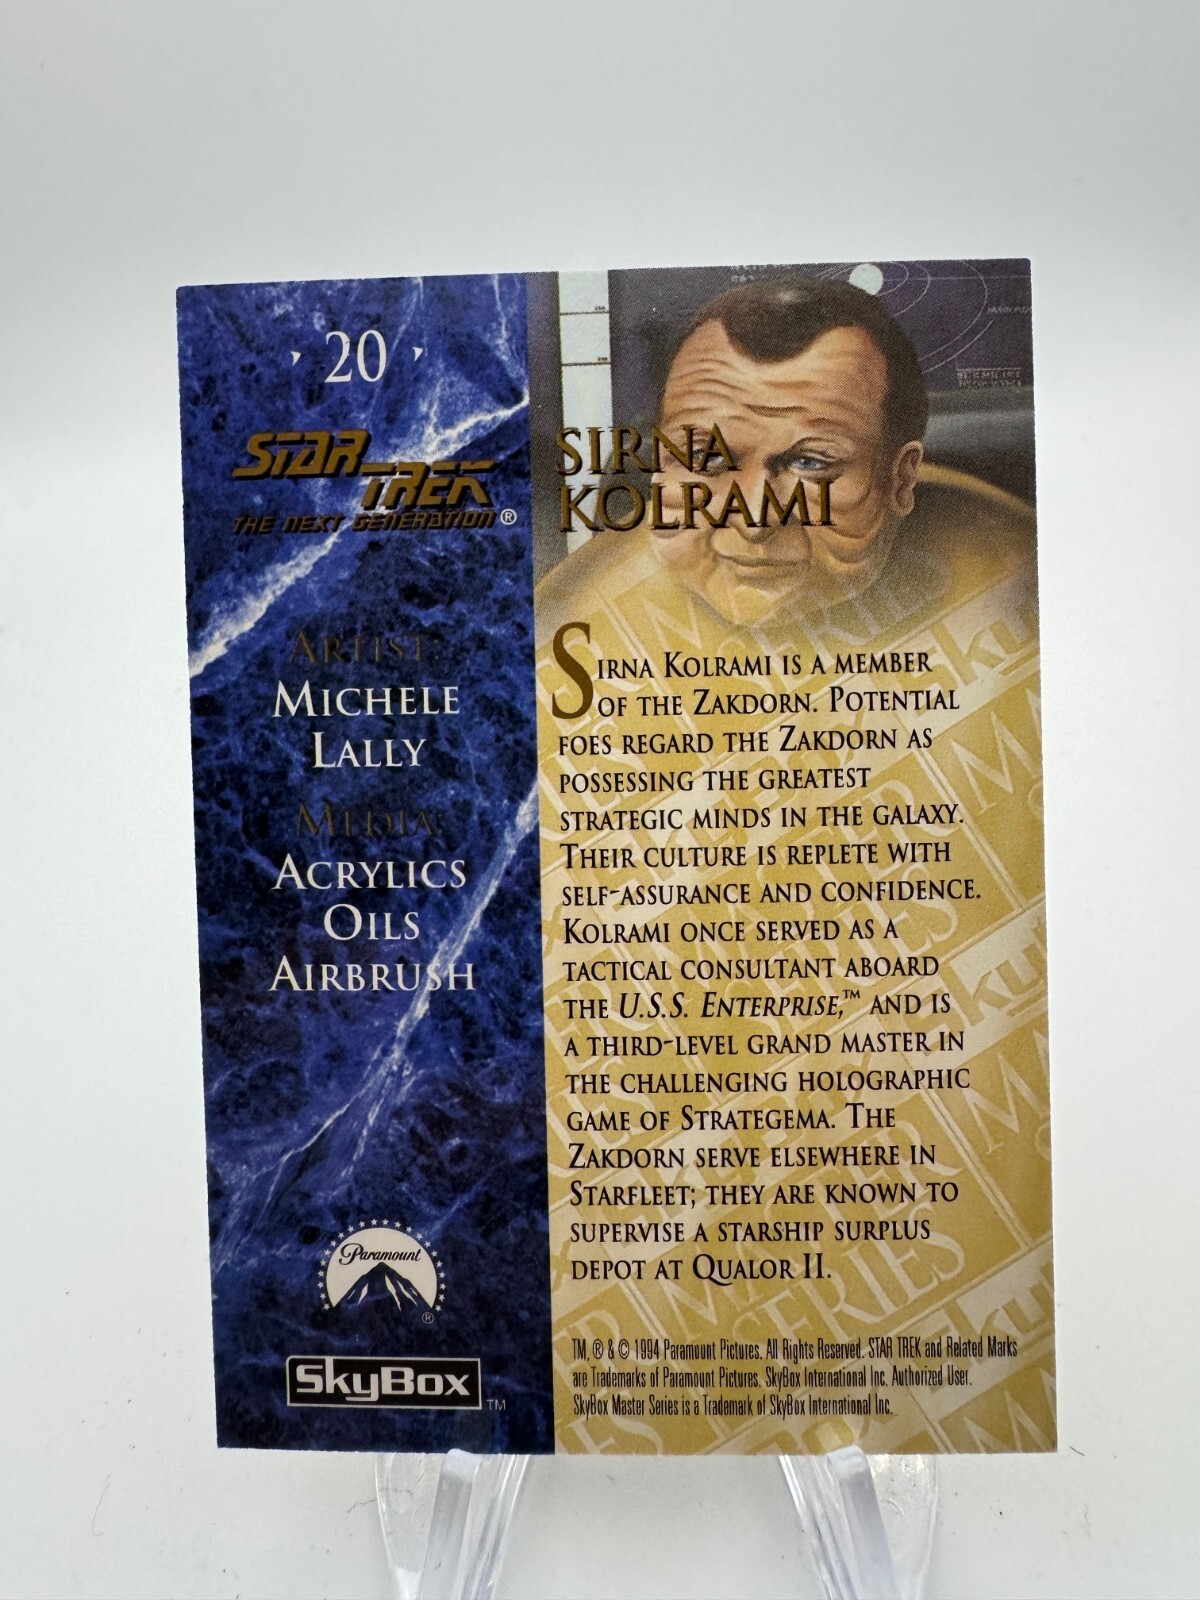 20
STAR TREK
THE NEXT GENERATION®
ARTIST:
MICHELE
LALLY
MEDIA:
ACRYLICS
OILS
AIRBRUSH
Paramount
®
SkyBox™
SIRNA
KOLRAMI
SIRNA KOLRAMI IS A MEMBER
OF THE ZAKDORN. POTENTIAL
FOES REGARD THE ZAKDORN AS
POSSESSING THE GREATEST
STRATEGIC MINDS IN THE GALAXY.
THEIR CULTURE IS REPLETE WITH
SELF-ASSURANCE AND CONFIDENCE.
KOLRAMI ONCE SERVED AS A
TACTICAL CONSULTANT ABOARD
THE U.S.S. ENTERPRISE,™ AND IS
A THIRD-LEVEL GRAND MASTER IN
THE CHALLENGING HOLOGRAPHIC
GAME OF STRATEGEMA. THE
ZAKDORN SERVE ELSEWHERE IN
STARFLEET; THEY ARE KNOWN TO
SUPERVISE A STARSHIP SURPLUS
DEPOT AT QUALOR II.
TM, ® & © 1994 Paramount Pictures. All Rights Reserved. STAR TREK and Related Marks
are Trademarks of Paramount Pictures. SkyBox International Inc. Authorized User.
SkyBox Master Series is a Trademark of SkyBox International Inc.